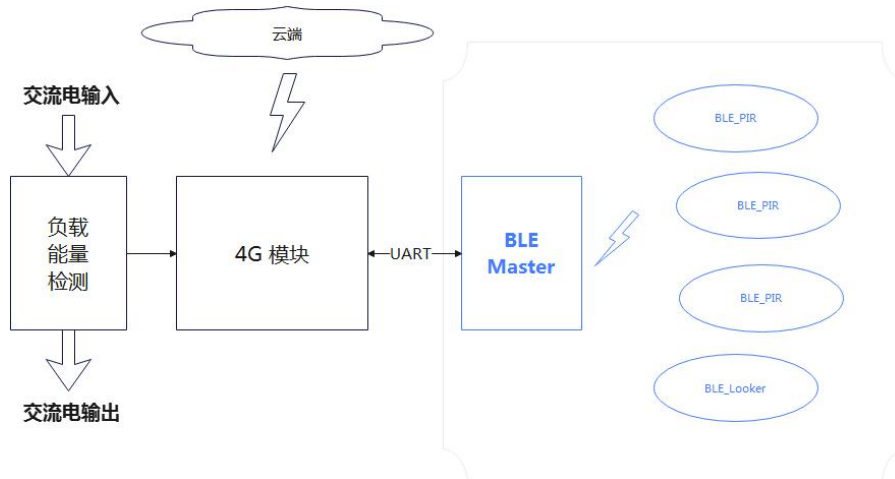 云端
交流电输入
负载
能量
检测
4G 模块
UART
BLE
Master
BLE_PIR
BLE_PIR
BLE_PIR
BLE_Looker
交流电输出